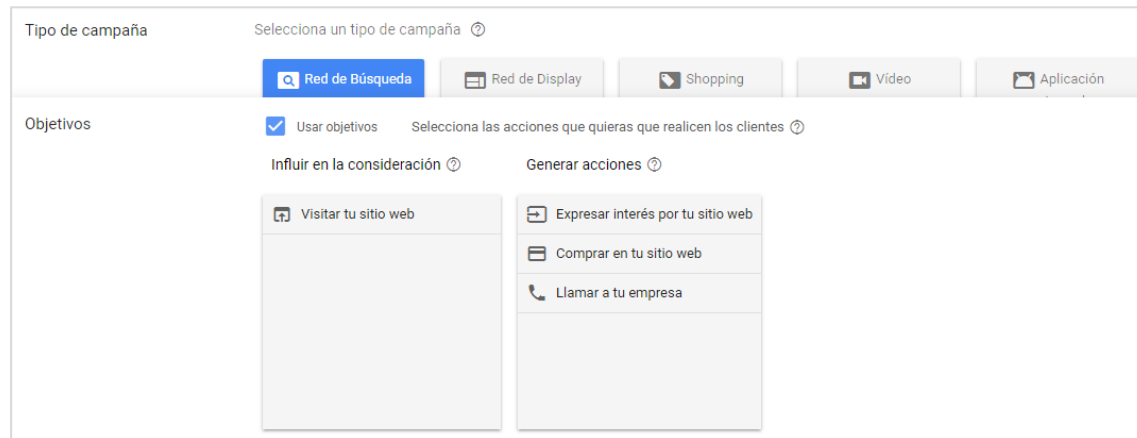 Tipo de campaña
Selecciona un tipo de campaña
Red de Búsqueda
Red de Display
Shopping
Vídeo
Aplicación
Objetivos
Usar objetivos
Selecciona las acciones que quieras que realicen los clientes
Influir en la consideración
Generar acciones
Visitar tu sitio web
Expresar interés por tu sitio web
Comprar en tu sitio web
Llamar a tu empresa